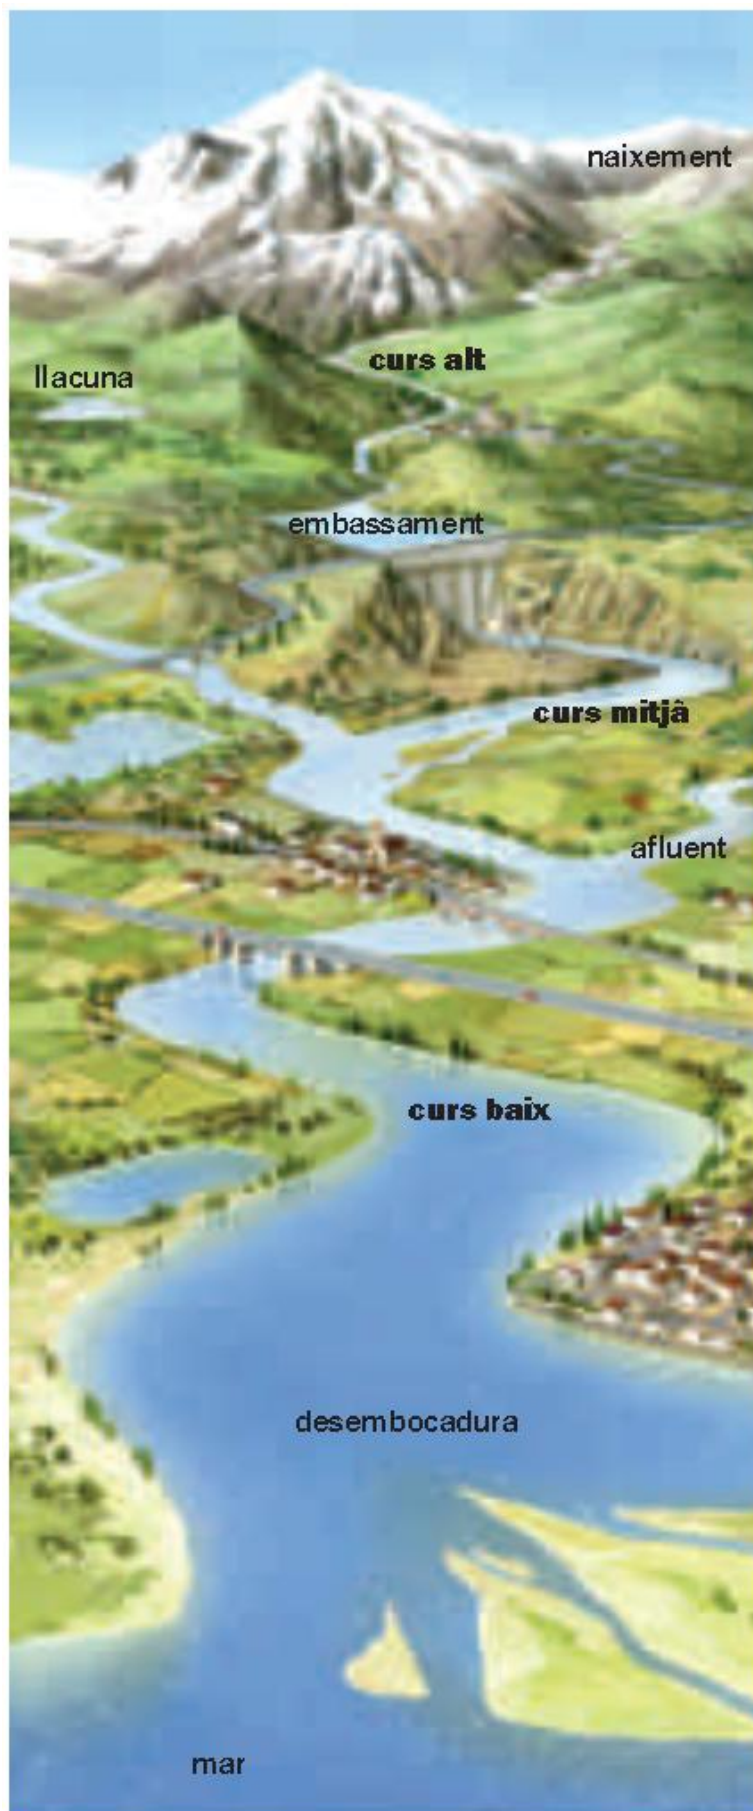 naixement
curs alt
llacuna
embassament
curs mitjà
afluent
curs baix
desembocadura
mar